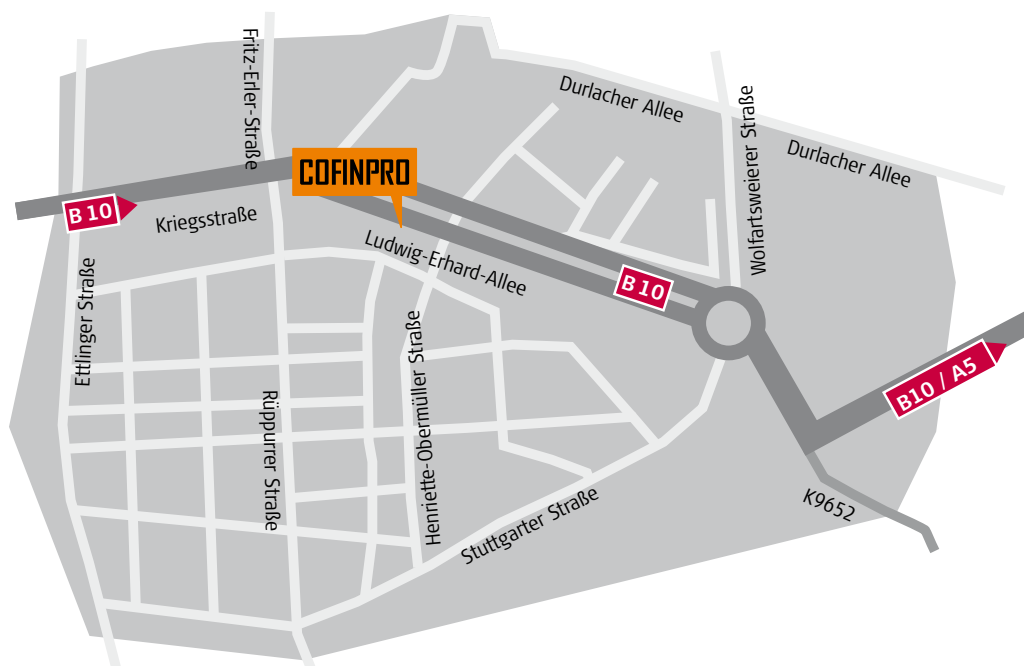 Fritz-Erler-Straße
Durlacher Allee
Wolfartsweierer Straße
Durlacher Allee
COFINPRO
B 10
Kriegsstraße
Ludwig-Erhard-Allee
B 10
Ettlinger Straße
Henriette-Obermüller Straße
B10 / A5
Rüppurrer Straße
K9652
Stuttgarter Straße